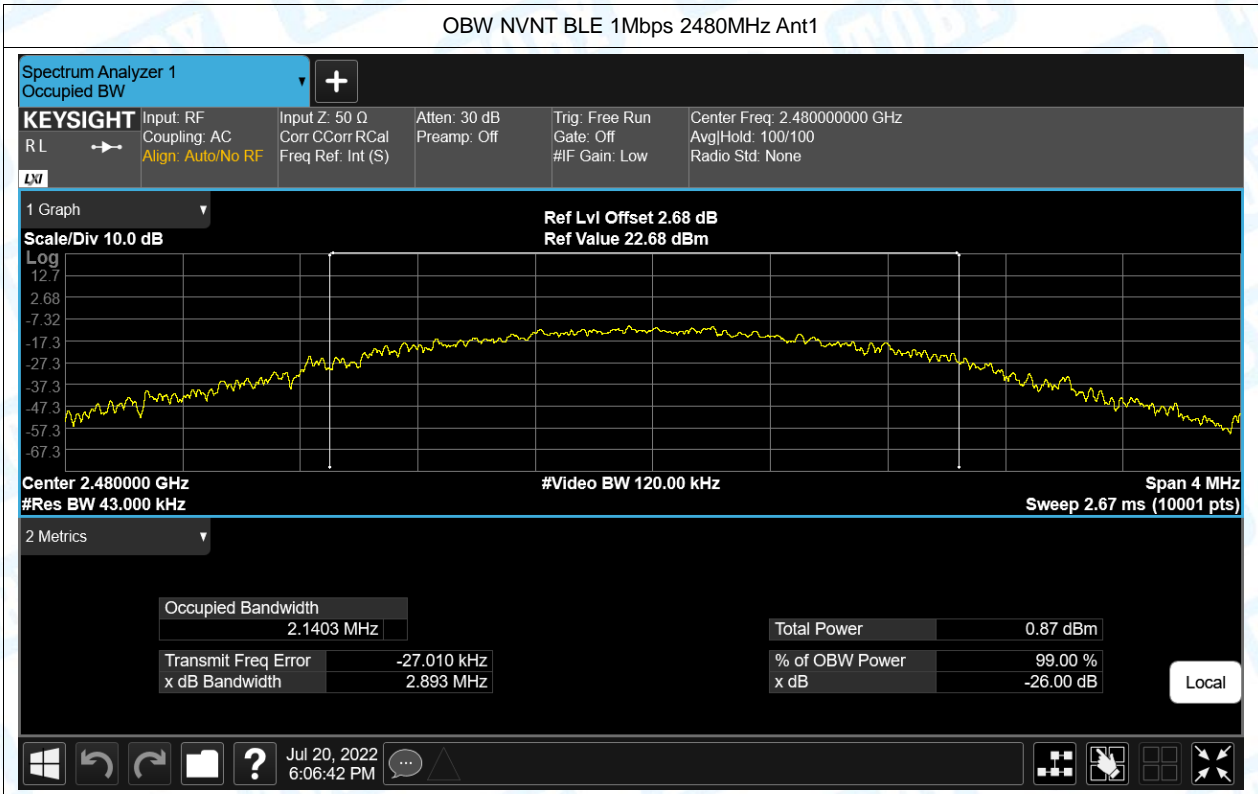 OBW NVNT BLE 1Mbps 2480MHz Ant1
Spectrum Analyzer 1
Occupied BW
KEYSIGHT
R L
LXI
Input: RF
Coupling: AC
Align: Auto/No RF
Input Z: 50 Ω
Corr CCorr RCal
Freq Ref: Int (S)
Atten: 30 dB
Preamp: Off
Trig: Free Run
Gate: Off
#IF Gain: Low
Center Freq: 2.480000000 GHz
Avg|Hold: 100/100
Radio Std: None
1 Graph
Scale/Div 10.0 dB
Ref Lvl Offset 2.68 dB
Ref Value 22.68 dBm
Log
12.7
2.68
-7.32
-17.3
-27.3
-37.3
-47.3
-57.3
-67.3
Center 2.480000 GHz
#Res BW 43.000 kHz
#Video BW 120.00 kHz
Span 4 MHz
Sweep 2.67 ms (10001 pts)
2 Metrics
Occupied Bandwidth
2.1403 MHz
Transmit Freq Error -27.010 kHz
x dB Bandwidth 2.893 MHz
Total Power 0.87 dBm
% of OBW Power 99.00 %
x dB -26.00 dB
Local
Jul 20, 2022
6:06:42 PM